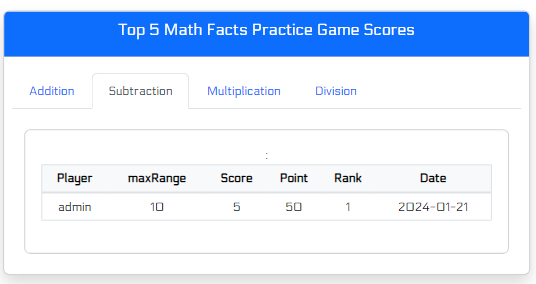 Top 5 Math Facts Practice Game Scores
Addition Subtraction Multiplication Division
:
Player maxRange Score Point Rank Date
admin 10 5 50 1 2024-01-21